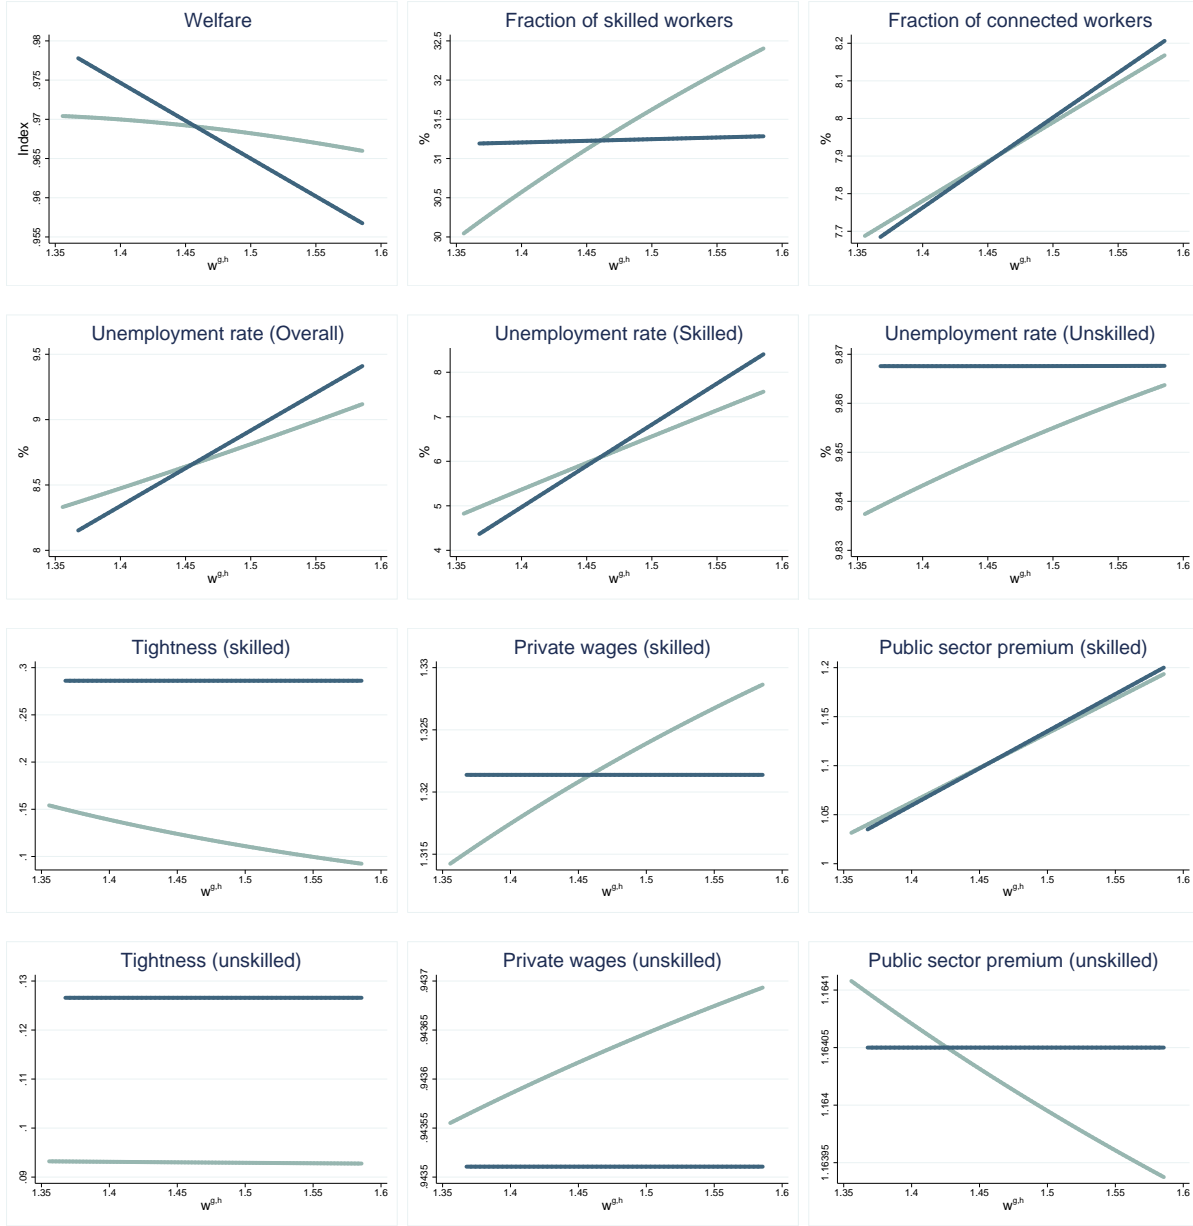 Welfare
.98
.975
.97
.965
.96
.955
Index
1.35 1.4 1.45 1.5 1.55 1.6
w^g,h
Fraction of skilled workers
32.5
32
31.5
31
30.5
30
%
1.35 1.4 1.45 1.5 1.55 1.6
w^g,h
Fraction of connected workers
8.2
8.1
8
7.9
7.8
7.7
%
1.35 1.4 1.45 1.5 1.55 1.6
w^g,h
Unemployment rate (Overall)
9.5
9
8.5
8
%
1.35 1.4 1.45 1.5 1.55 1.6
w^g,h
Unemployment rate (Skilled)
8
7
6
5
4
%
1.35 1.4 1.45 1.5 1.55 1.6
w^g,h
Unemployment rate (Unskilled)
9.87
9.86
9.85
9.84
9.83
%
1.35 1.4 1.45 1.5 1.55 1.6
w^g,h
Tightness (skilled)
.3
.25
.2
.15
.1
1.35 1.4 1.45 1.5 1.55 1.6
w^g,h
Private wages (skilled)
1.33
1.325
1.32
1.315
1.35 1.4 1.45 1.5 1.55 1.6
w^g,h
Public sector premium (skilled)
1.2
1.15
1.1
1.05
1
1.35 1.4 1.45 1.5 1.55 1.6
w^g,h
Tightness (unskilled)
.13
.12
.11
.1
.09
1.35 1.4 1.45 1.5 1.55 1.6
w^g,h
Private wages (unskilled)
.9437
.94365
.9436
.94355
.9435
1.35 1.4 1.45 1.5 1.55 1.6
w^g,h
Public sector premium (unskilled)
1.1641
1.16405
1.164
1.16395
1.35 1.4 1.45 1.5 1.55 1.6
w^g,h